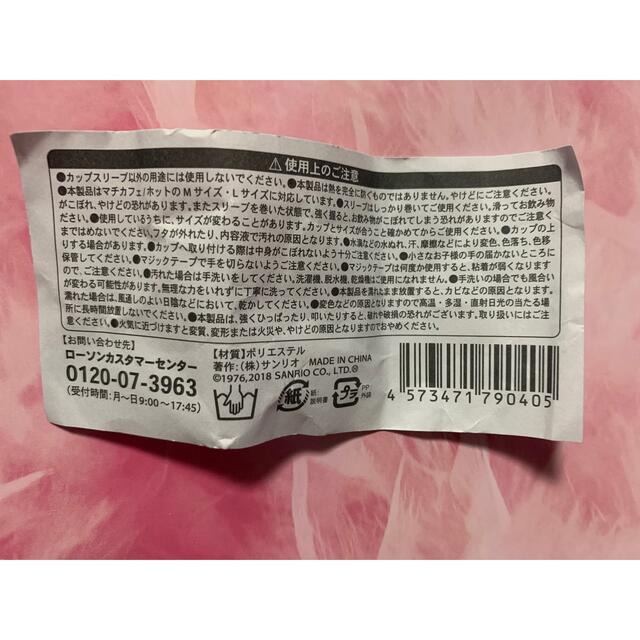 ⚠使用上のご注意
●カップスリーブ以外の用途には使用しないでください。●本製品は熱を完全に防ぐものではありません。やけどにご注意ください。
●本製品はマチカフェ/ホットのMサイズ・Lサイズに対応しています。●スリーブはしっかり巻いてご使用ください。滑ってお飲み物が
こぼれ、やけどの恐れがあります。またスリーブを巻いた状態で、強く握ると、お飲み物がこぼれてしまう恐れがありますのでご注意く
ださい。●使用しているうちに、サイズが変わることがあります。カップとサイズが合うこと確かめてからご使用ください。●カップの上
まではめないでください。フタが外れたり、内容液で汚れの原因となります。●水滴などの水ぬれ、汗、摩擦などにより変色、色落ち、色移
りする場合があります。●カップへ取り付ける際は中身がこぼれないよう十分ご注意ください。●小さなお子様の手の届かないところに
保管してください。●マジックテープで手を切らないようご注意ください。●マジックテープは何度か使用すると、粘着が弱くなります
ので、ご注意ください。●汚れた場合は手洗いをしてください。洗濯機、脱水機、乾燥機はご使用になれません。●手洗いの場合でも風合い
が変わる可能性があります。無理な力をいれずに丁寧に洗ってください。●本製品を濡れたまま放置すると、カビなどの原因となります。
濡れた場合は、風通しのよい日陰などにおいて、乾かしてください。●変色などの原因となりますので高温・多湿・直射日光の当たる場
所に長時間放置しないでください。●本製品は、強くひっぱったり、叩いたりすると、破れや破損の恐れがございます。取り扱いにはご注
意ください。●火気に近づけますと変質、変形または火災や、やけどの原因となりますのでおやめください。
【お問い合わせ先】
ローソンカスタマーセンター
0120-07-3963
(受付時間:月～日9:00～17:45)
【材質】ポリエステル
著作:(株)サンリオ/MADE IN CHINA
©1976,2018 SANRIO CO., LTD.®
紙
紙:
説明書
プラ
PP
外袋
4 573471 790405